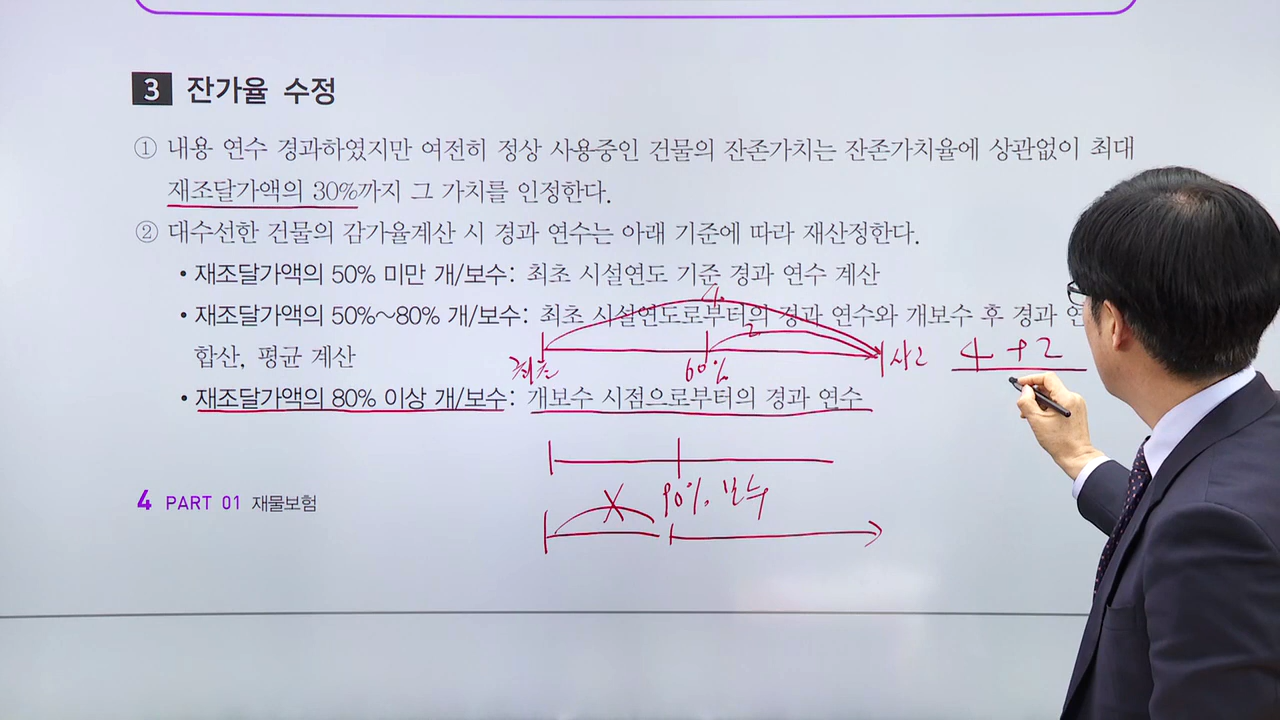 3 잔가율 수정
① 내용 연수 경과하였지만 여전히 정상 사용중인 건물의 잔존가치는 잔존가치율에 상관없이 최대
재조달가액의 30%까지 그 가치를 인정한다.
② 대수선한 건물의 감가율계산 시 경과 연수는 아래 기준에 따라 재산정한다.
• 재조달가액의 50% 미만 개/보수: 최초 시설연도 기준 경과 연수 계산
• 재조달가액의 50%~80% 개/보수: 최초 시설연도로부터의 경과 연수와 개보수 후 경과 연
합산, 평균 계산
4
2
최초 60% 사고 4+2
• 재조달가액의 80% 이상 개/보수: 개보수 시점으로부터의 경과 연수
90% 보수
X
4 PART 01 재물보험